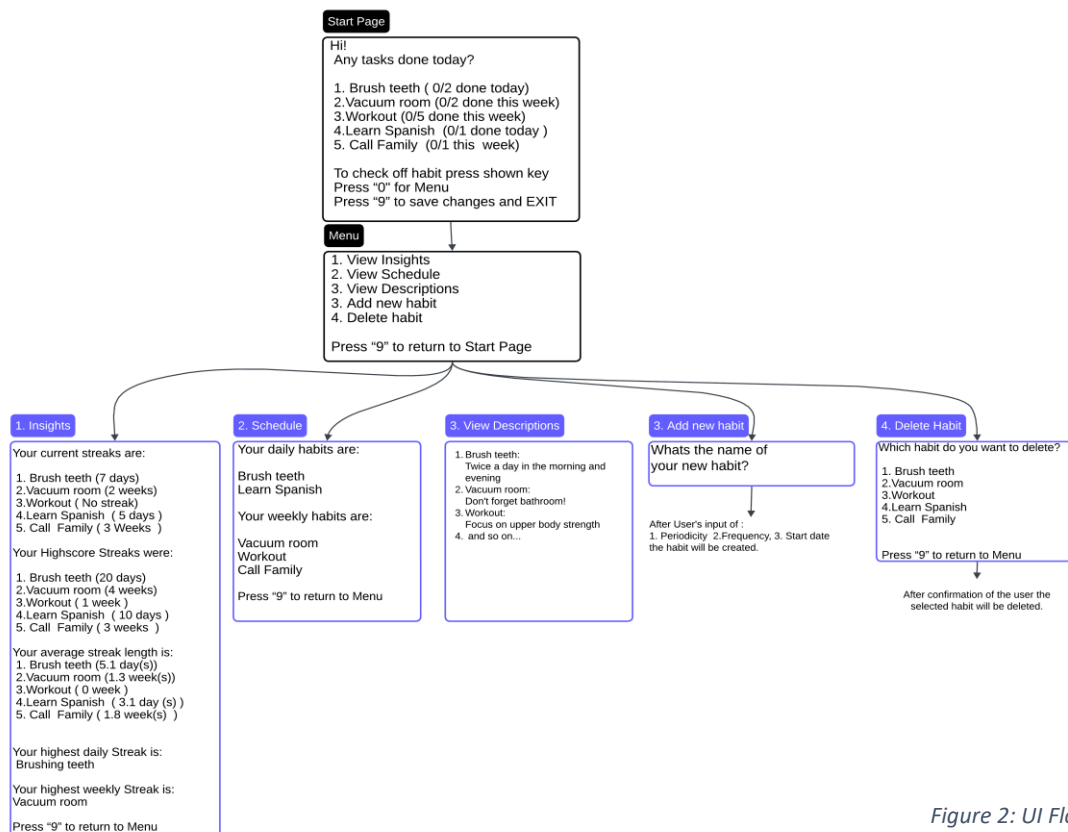 Start Page
Hi!
Any tasks done today?
1. Brush teeth ( 0/2 done today)
2.Vacuum room (0/2 done this week)
3.Workout (0/5 done this week)
4.Learn Spanish (0/1 done today )
5. Call Family (0/1 this week)
To check off habit press shown key
Press “0" for Menu
Press “9” to save changes and EXIT
Menu
1. View Insights
2. View Schedule
3. View Descriptions
3. Add new habit
4. Delete habit
Press “9” to return to Start Page
1. Insights
Your current streaks are:
1. Brush teeth (7 days)
2.Vacuum room (2 weeks)
3.Workout ( No streak)
4.Learn Spanish ( 5 days )
5. Call Family ( 3 Weeks )
Your Highscore Streaks were:
1. Brush teeth (20 days)
2.Vacuum room (4 weeks)
3.Workout ( 1 week )
4.Learn Spanish ( 10 days )
5. Call Family ( 3 weeks )
Your average streak length is:
1. Brush teeth (5.1 day(s))
2.Vacuum room (1.3 week(s))
3.Workout ( 0 week )
4.Learn Spanish ( 3.1 day (s) )
5. Call Family ( 1.8 week(s) )
Your highest daily Streak is:
Brushing teeth
Your highest weekly Streak is:
Vacuum room
Press “9” to return to Menu
2. Schedule
Your daily habits are:
Brush teeth
Learn Spanish
Your weekly habits are:
Vacuum room
Workout
Call Family
Press “9” to return to Menu
3. View Descriptions
1. Brush teeth:
Twice a day in the morning and
evening
2. Vacuum room:
Don't forget bathroom!
3. Workout:
Focus on upper body strength
4. and so on...
3. Add new habit
Whats the name of
your new habit?
After User's input of :
1. Periodicity 2.Frequency, 3. Start date
the habit will be created.
4. Delete Habit
Which habit do you want to delete?
1. Brush teeth
2.Vacuum room
3.Workout
4.Learn Spanish
5. Call Family
Press “9” to return to Menu
After confirmation of the user the
selected habit will be deleted.
Figure 2: UI